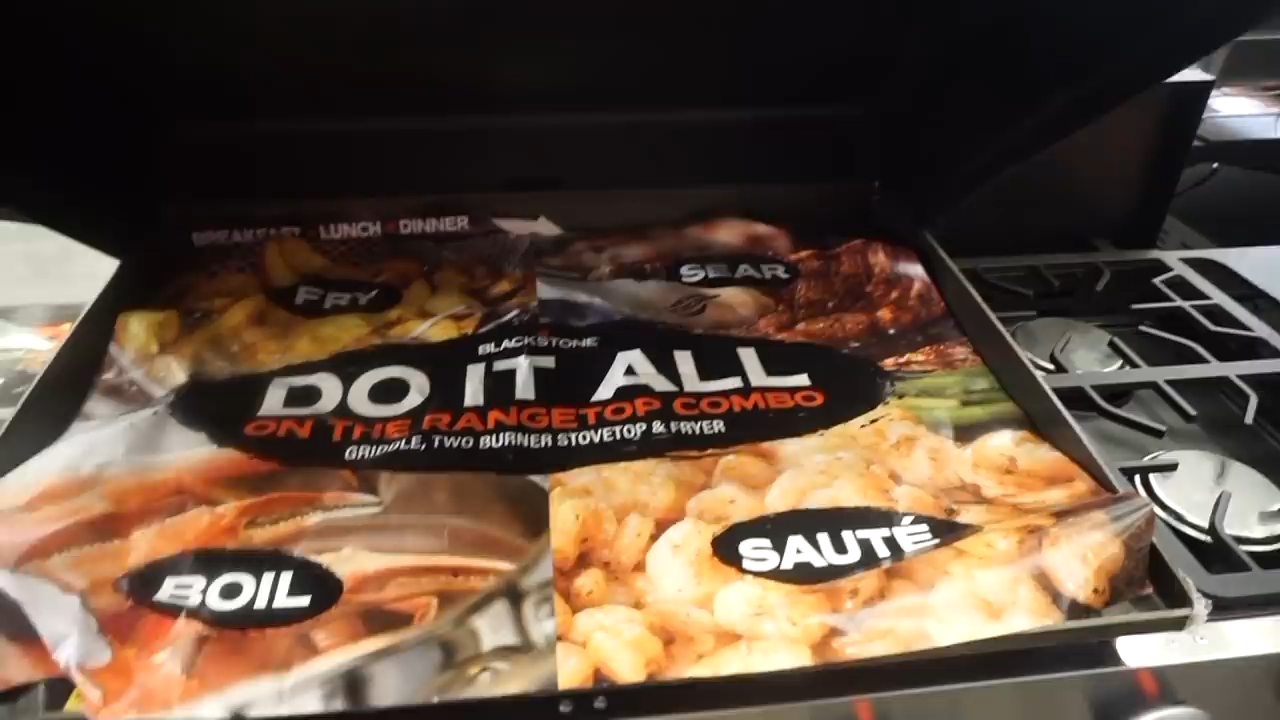 BREAKFAST · LUNCH · DINNER
FRY
SEAR
BLACKSTONE
DO IT ALL
ON THE RANGETOP COMBO
GRIDDLE, TWO BURNER STOVETOP & FRYER
BOIL
SAUTÉ